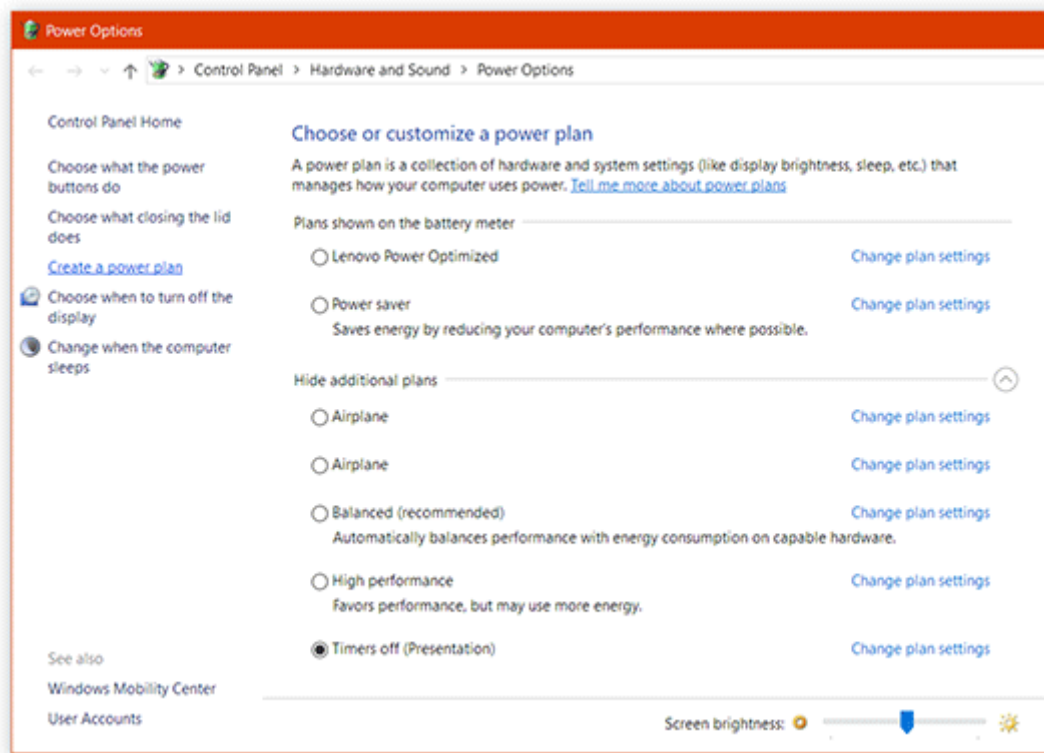 Power Options
Control Panel > Hardware and Sound > Power Options
Control Panel Home
Choose what the power
buttons do
Choose what closing the lid
does
Create a power plan
Choose when to turn off the
display
Change when the computer
sleeps
See also
Windows Mobility Center
User Accounts
Choose or customize a power plan
A power plan is a collection of hardware and system settings (like display brightness, sleep, etc.) that
manages how your computer uses power. Tell me more about power plans
Plans shown on the battery meter
Lenovo Power Optimized Change plan settings
Power saver Change plan settings
Saves energy by reducing your computer's performance where possible.
Hide additional plans
Airplane Change plan settings
Airplane Change plan settings
Balanced (recommended) Change plan settings
Automatically balances performance with energy consumption on capable hardware.
High performance Change plan settings
Favors performance, but may use more energy.
Timers off (Presentation) Change plan settings
Screen brightness: